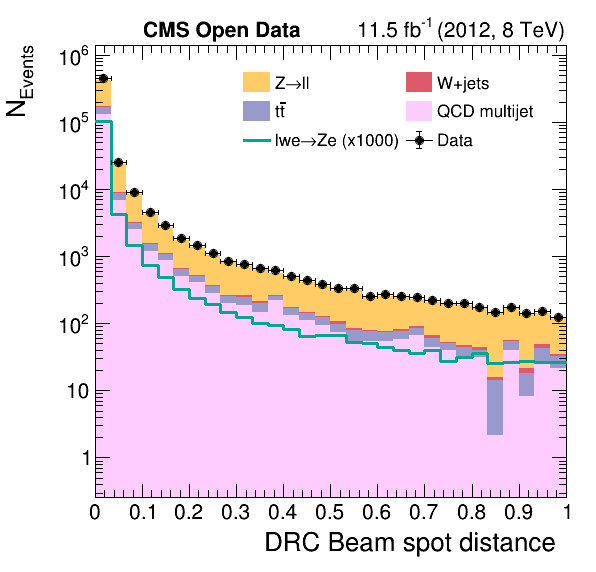 CMS Open Data 11.5 fb⁻¹ (2012, 8 TeV)
N_Events
10⁶
10⁵
10⁴
10³
10²
10
1
Z→ll
W+jets
tt̄
QCD multijet
lwe→Ze (x1000)
Data
0 0.1 0.2 0.3 0.4 0.5 0.6 0.7 0.8 0.9 1
DRC Beam spot distance